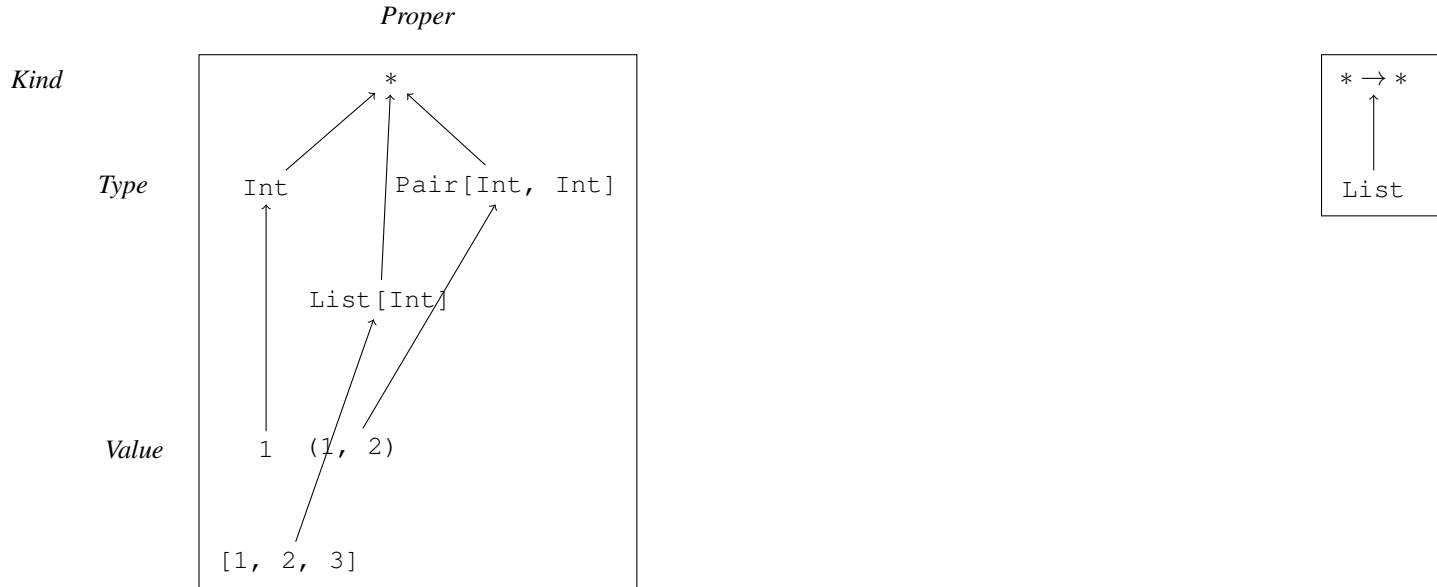 Proper
Kind * * → *
Type Int Pair[Int, Int] List
List[Int]
Value 1 (1, 2)
[1, 2, 3]